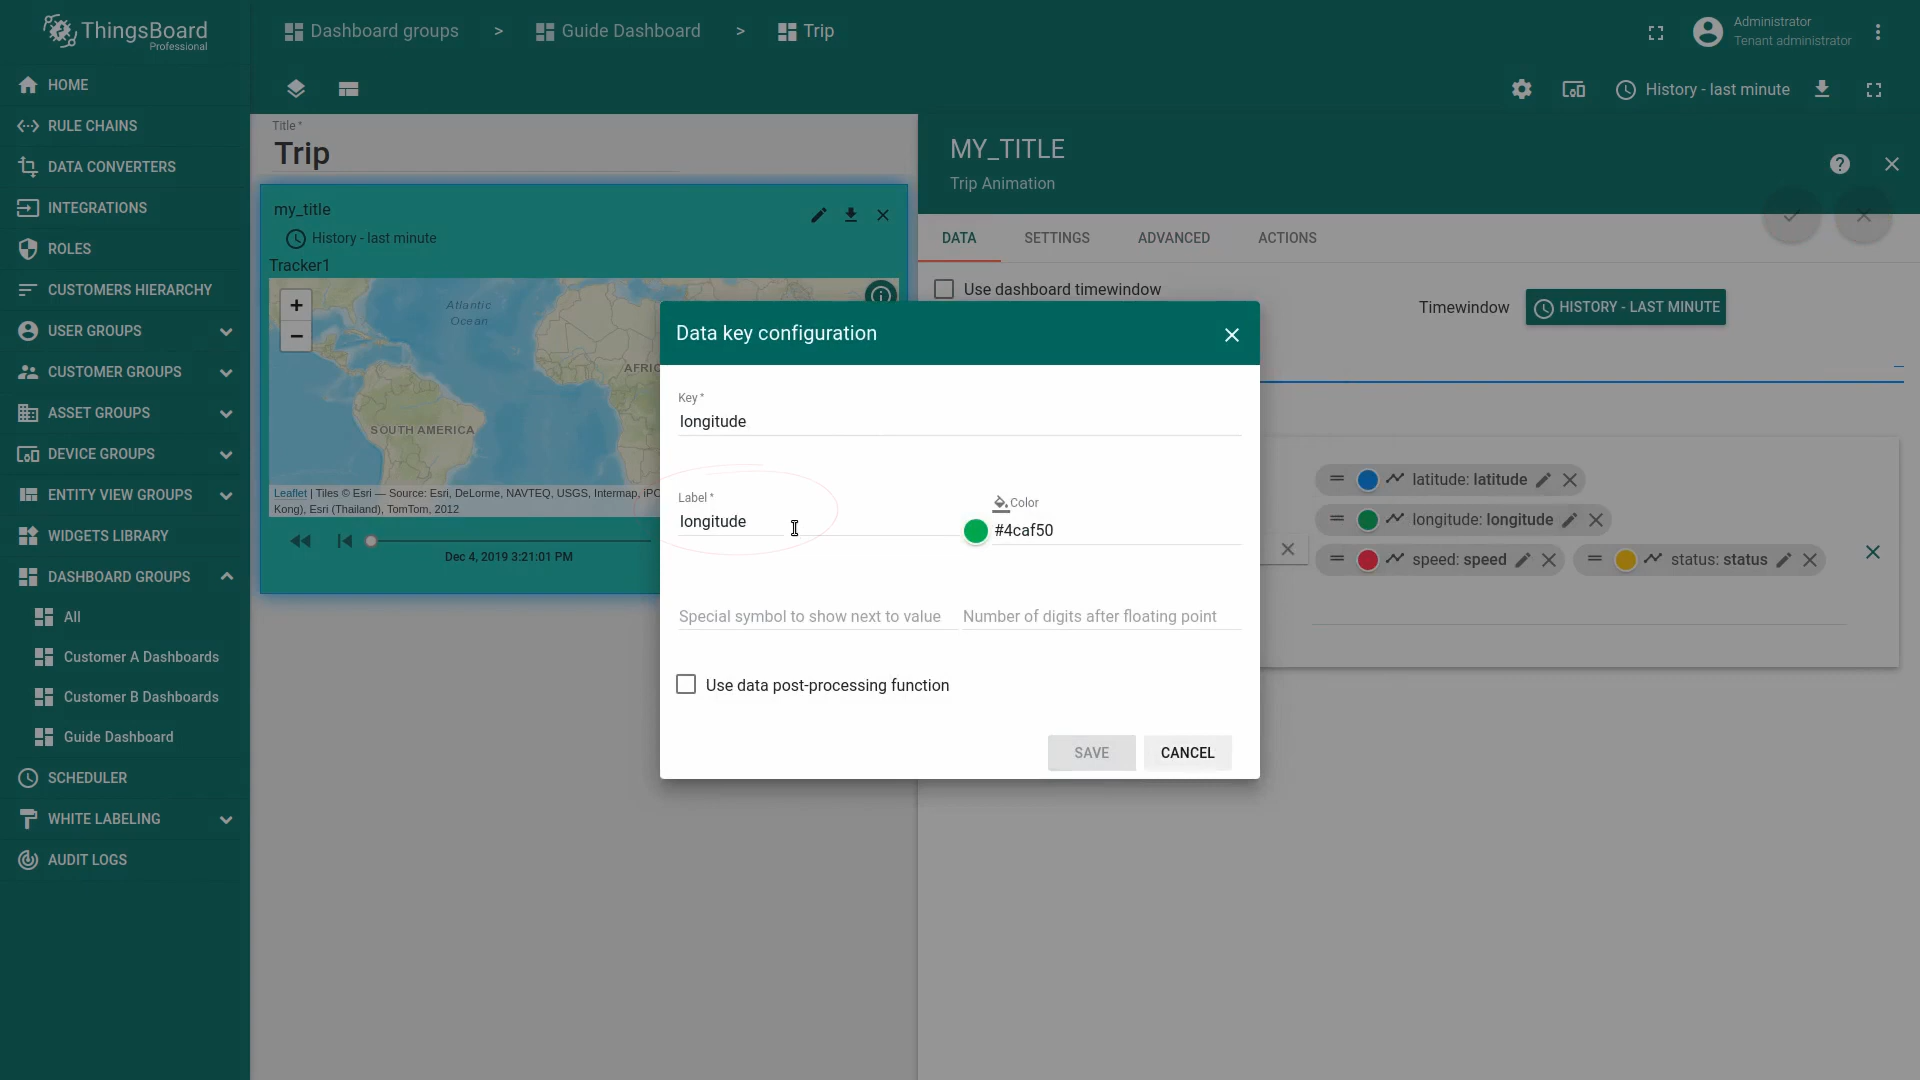 ThingsBoard
Professional
Dashboard groups > Guide Dashboard > Trip
Administrator
Tenant administrator
HOME
RULE CHAINS
DATA CONVERTERS
INTEGRATIONS
ROLES
CUSTOMERS HIERARCHY
USER GROUPS
CUSTOMER GROUPS
ASSET GROUPS
DEVICE GROUPS
ENTITY VIEW GROUPS
WIDGETS LIBRARY
DASHBOARD GROUPS
All
Customer A Dashboards
Customer B Dashboards
Guide Dashboard
SCHEDULER
WHITE LABELING
AUDIT LOGS
History - last minute
Title *
Trip
my_title
History - last minute
Tracker1
+
−
Atlantic
Ocean
AFRIC
SOUTH AMERICA
Leaflet | Tiles © Esri — Source: Esri, DeLorme, NAVTEQ, USGS, Intermap, iPC
Kong), Esri (Thailand), TomTom, 2012
Dec 4, 2019 3:21:01 PM
MY_TITLE
Trip Animation
DATA
SETTINGS
ADVANCED
ACTIONS
Use dashboard timewindow
Timewindow
HISTORY - LAST MINUTE
latitude: latitude
longitude: longitude
speed: speed
status: status
Data key configuration
Key *
longitude
Label *
longitude
Color
#4caf50
Special symbol to show next to value
Number of digits after floating point
Use data post-processing function
SAVE
CANCEL